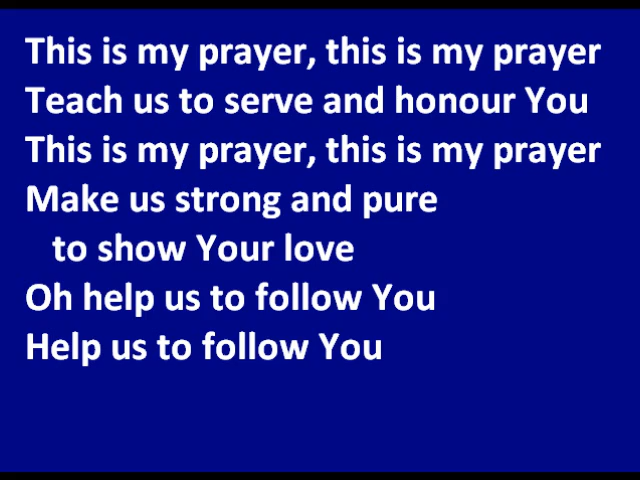 This is my prayer, this is my prayer
Teach us to serve and honour You
This is my prayer, this is my prayer
Make us strong and pure
to show Your love
Oh help us to follow You
Help us to follow You